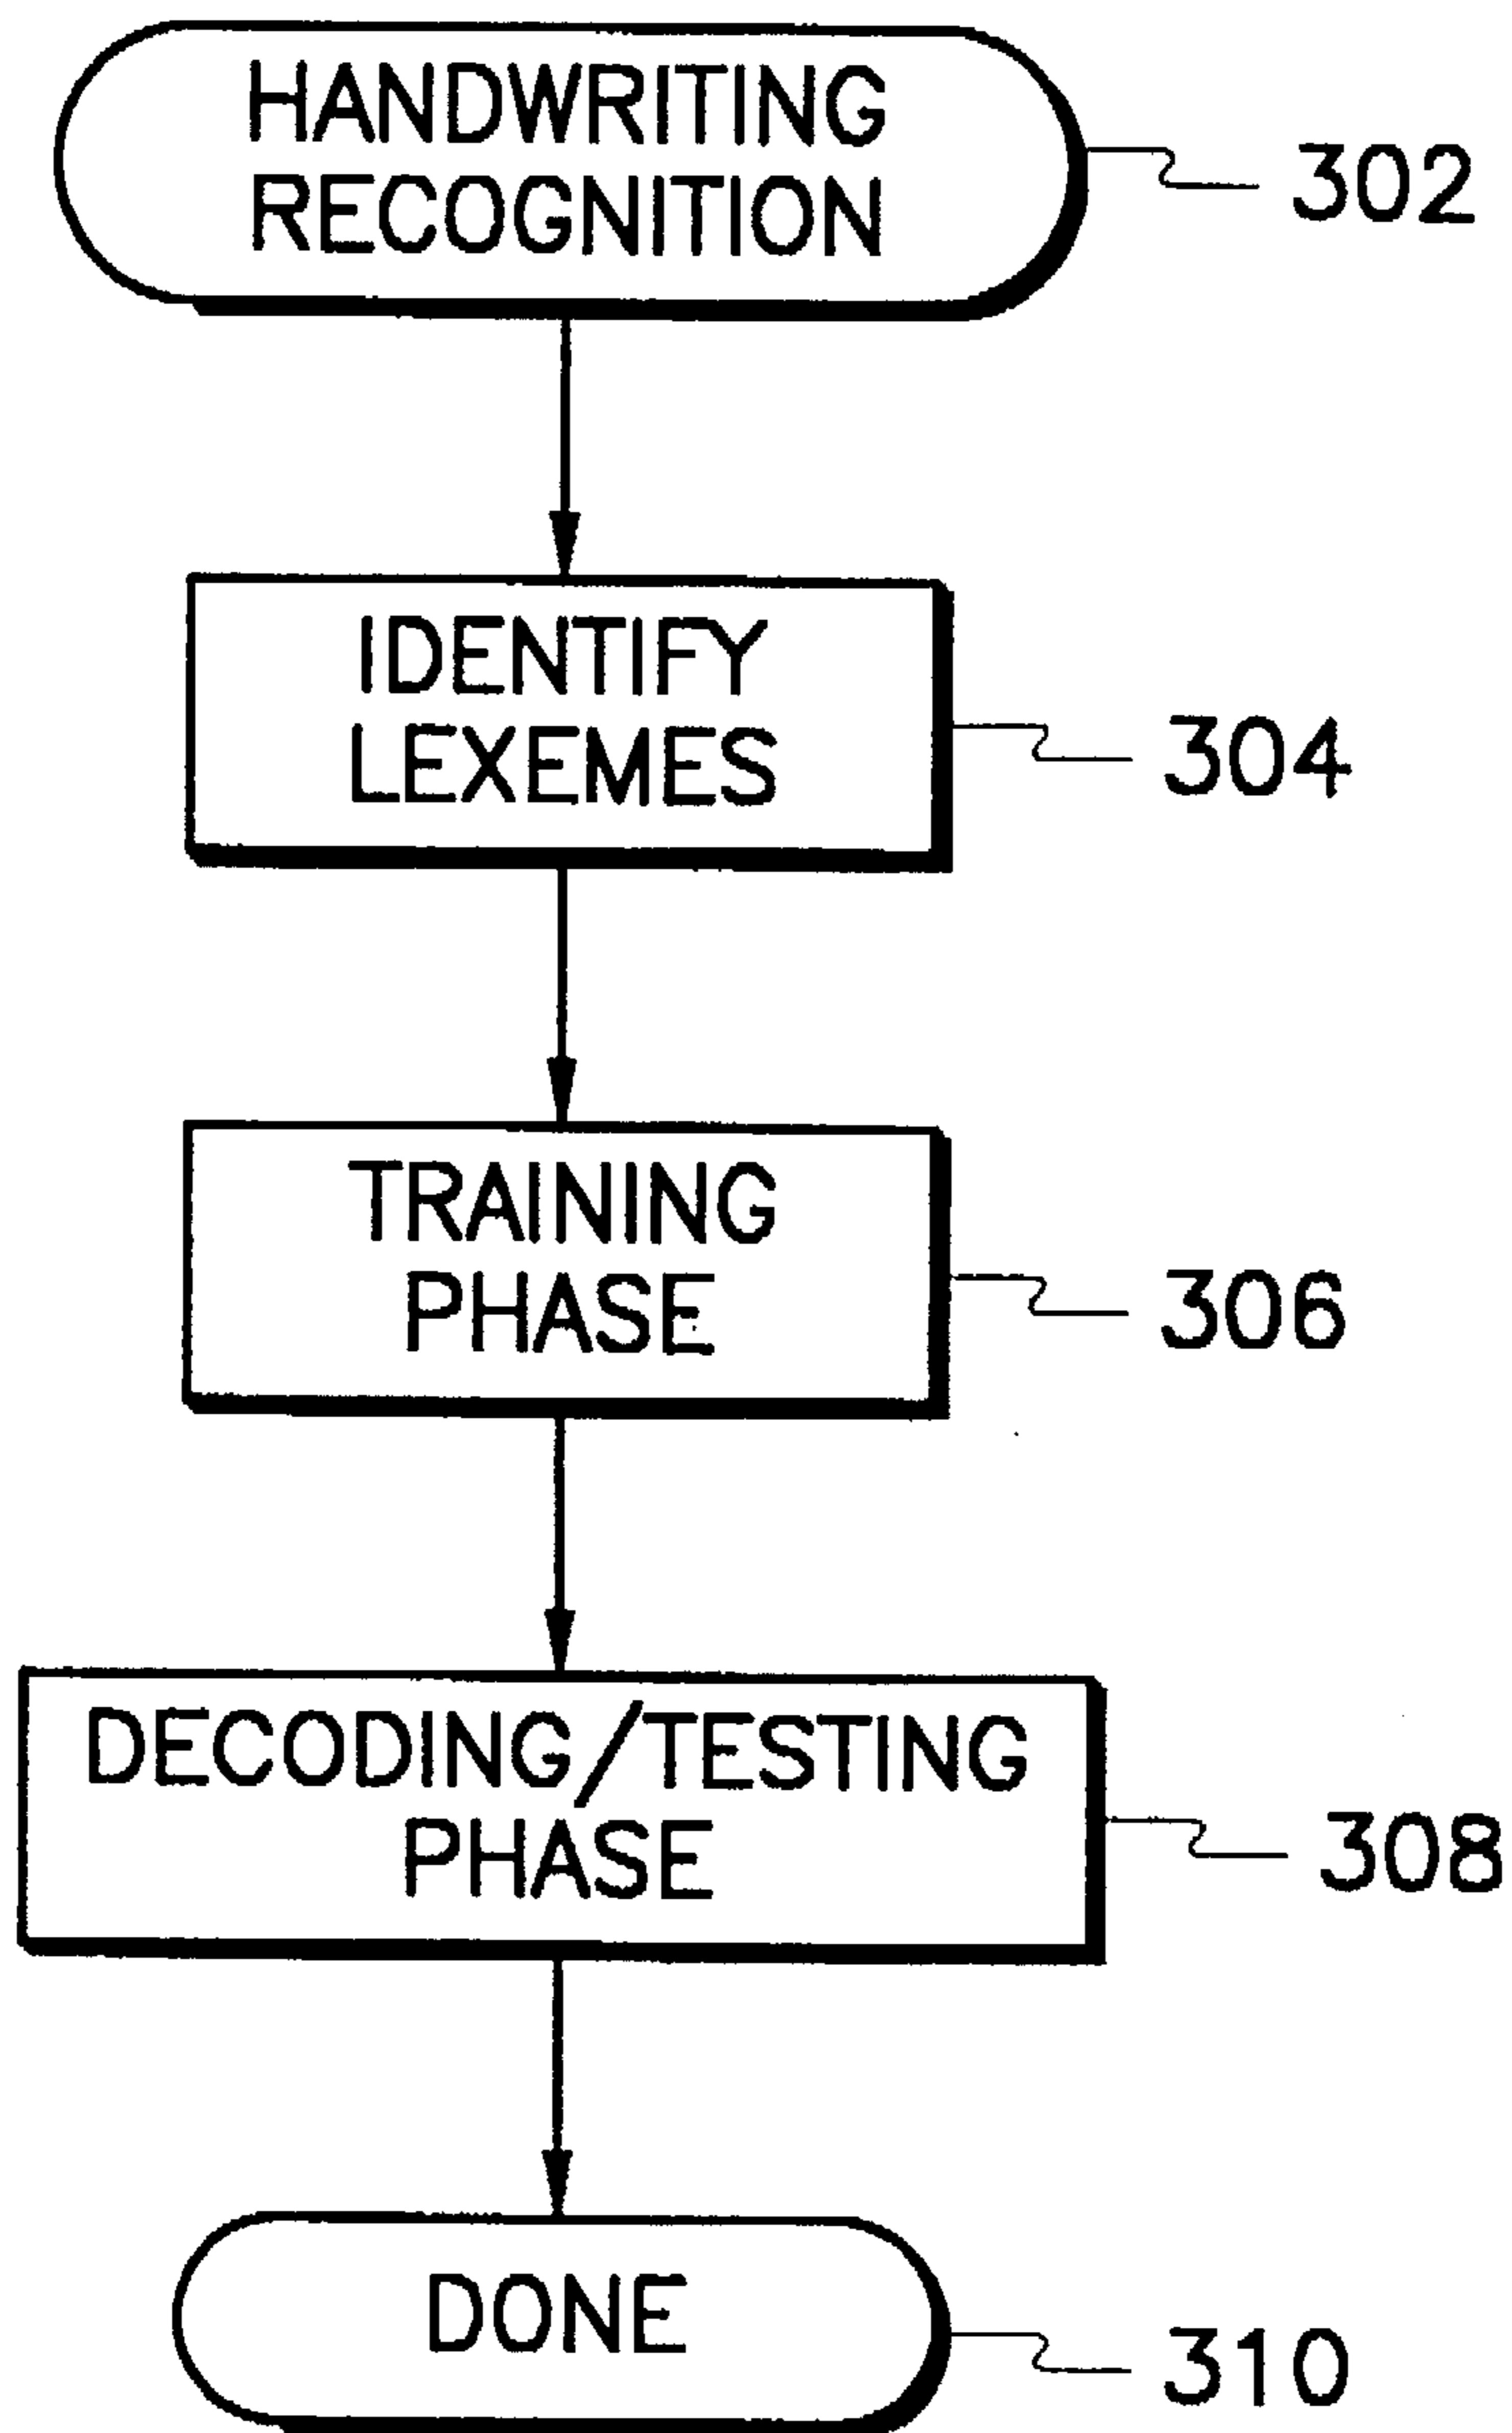 HANDWRITING
RECOGNITION
302
IDENTIFY
LEXEMES
304
TRAINING
PHASE
306
DECODING/TESTING
PHASE
308
DONE
310